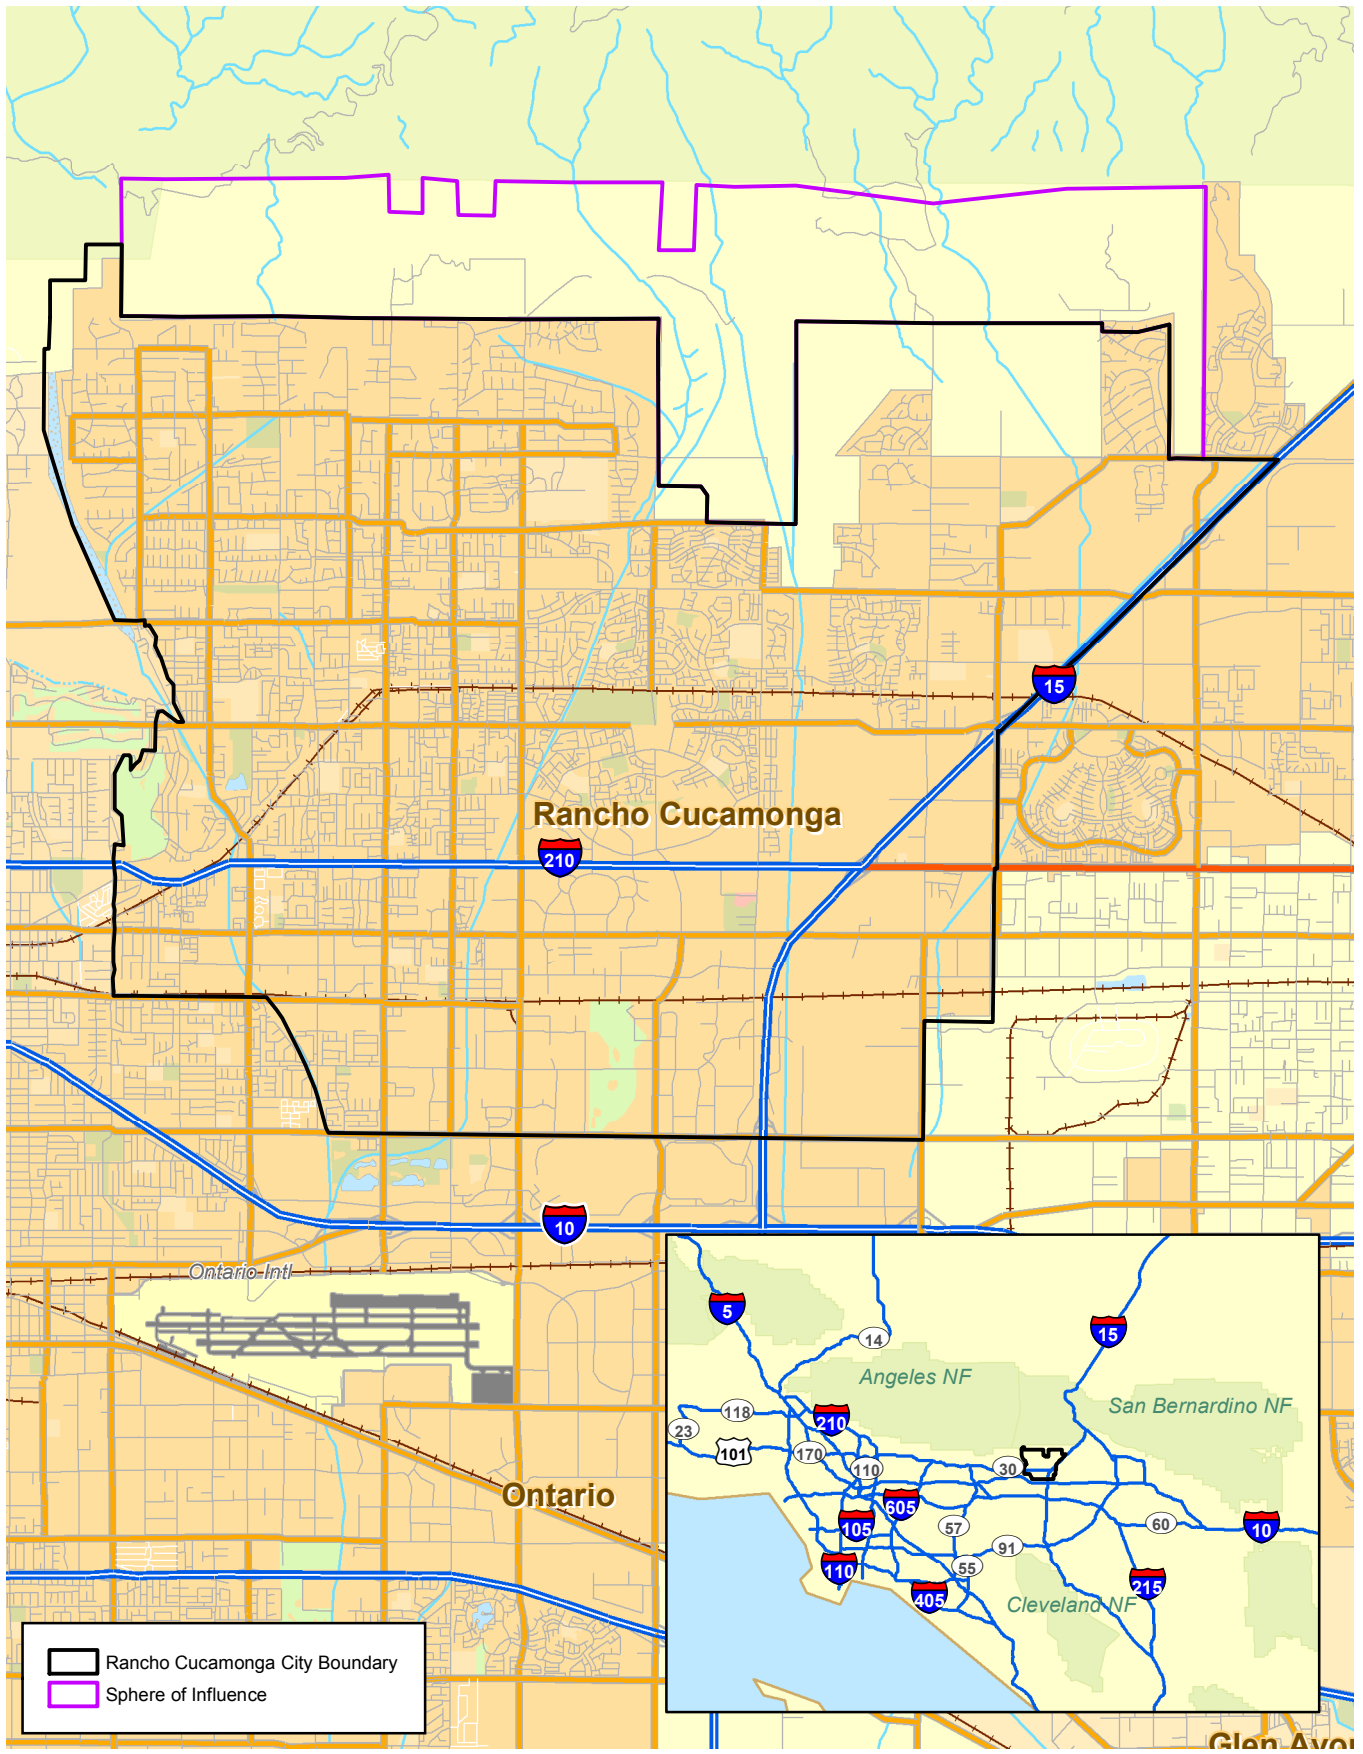 15
Rancho Cucamonga
210
10
Ontario Intl
5
15
14
Angeles NF
San Bernardino NF
118
210
23
101
170
110
30
605
105
57
60
10
91
110
55
215
405
Cleveland NF
Ontario
Rancho Cucamonga City Boundary
Sphere of Influence
Glen Avon